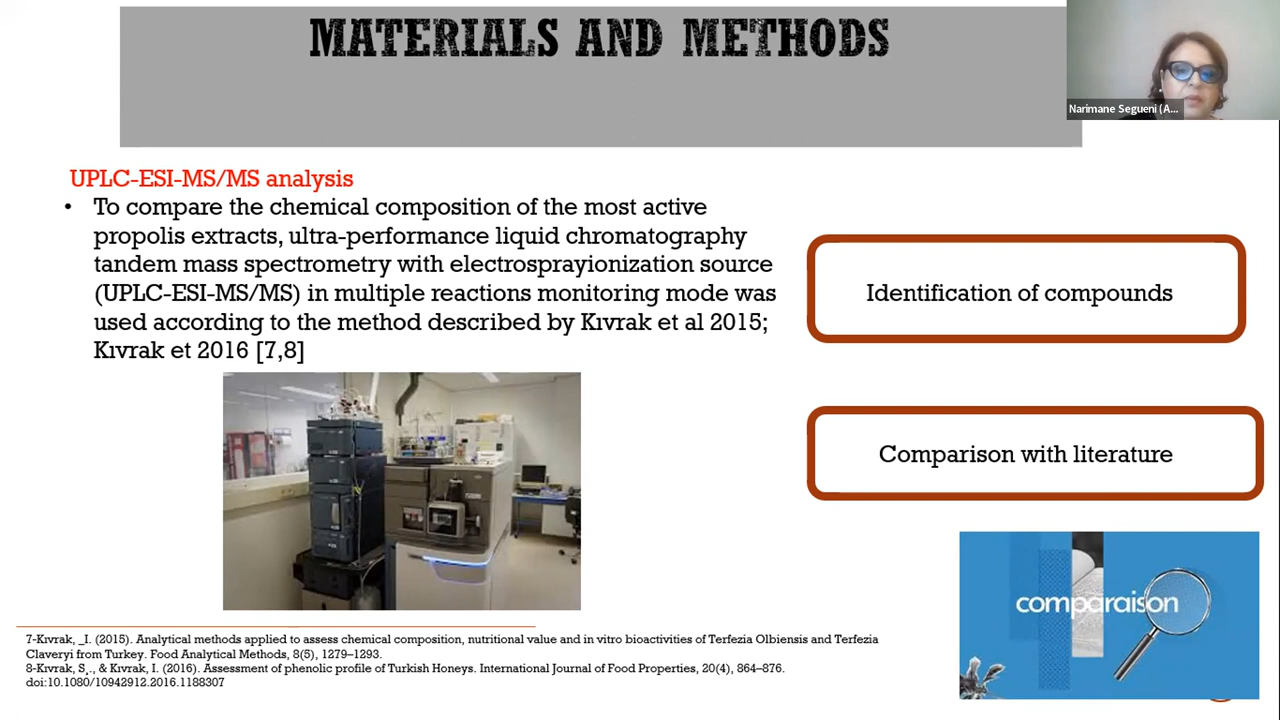 MATERIALS AND METHODS
Narimane Segueni (A...
UPLC-ESI-MS/MS analysis
• To compare the chemical composition of the most active
propolis extracts, ultra-performance liquid chromatography
tandem mass spectrometry with electrosprayionization source
(UPLC-ESI-MS/MS) in multiple reactions monitoring mode was
used according to the method described by Kıvrak et al 2015;
Kıvrak et 2016 [7,8]
Identification of compounds
Comparison with literature
comparaison
7-Kıvrak, _I. (2015). Analytical methods applied to assess chemical composition, nutritional value and in vitro bioactivities of Terfezia Olbiensis and Terfezia
Claveryi from Turkey. Food Analytical Methods, 8(5), 1279–1293.
8-Kıvrak, S¸., & Kıvrak, I. (2016). Assessment of phenolic profile of Turkish Honeys. International Journal of Food Properties, 20(4), 864–876.
doi:10.1080/10942912.2016.1188307